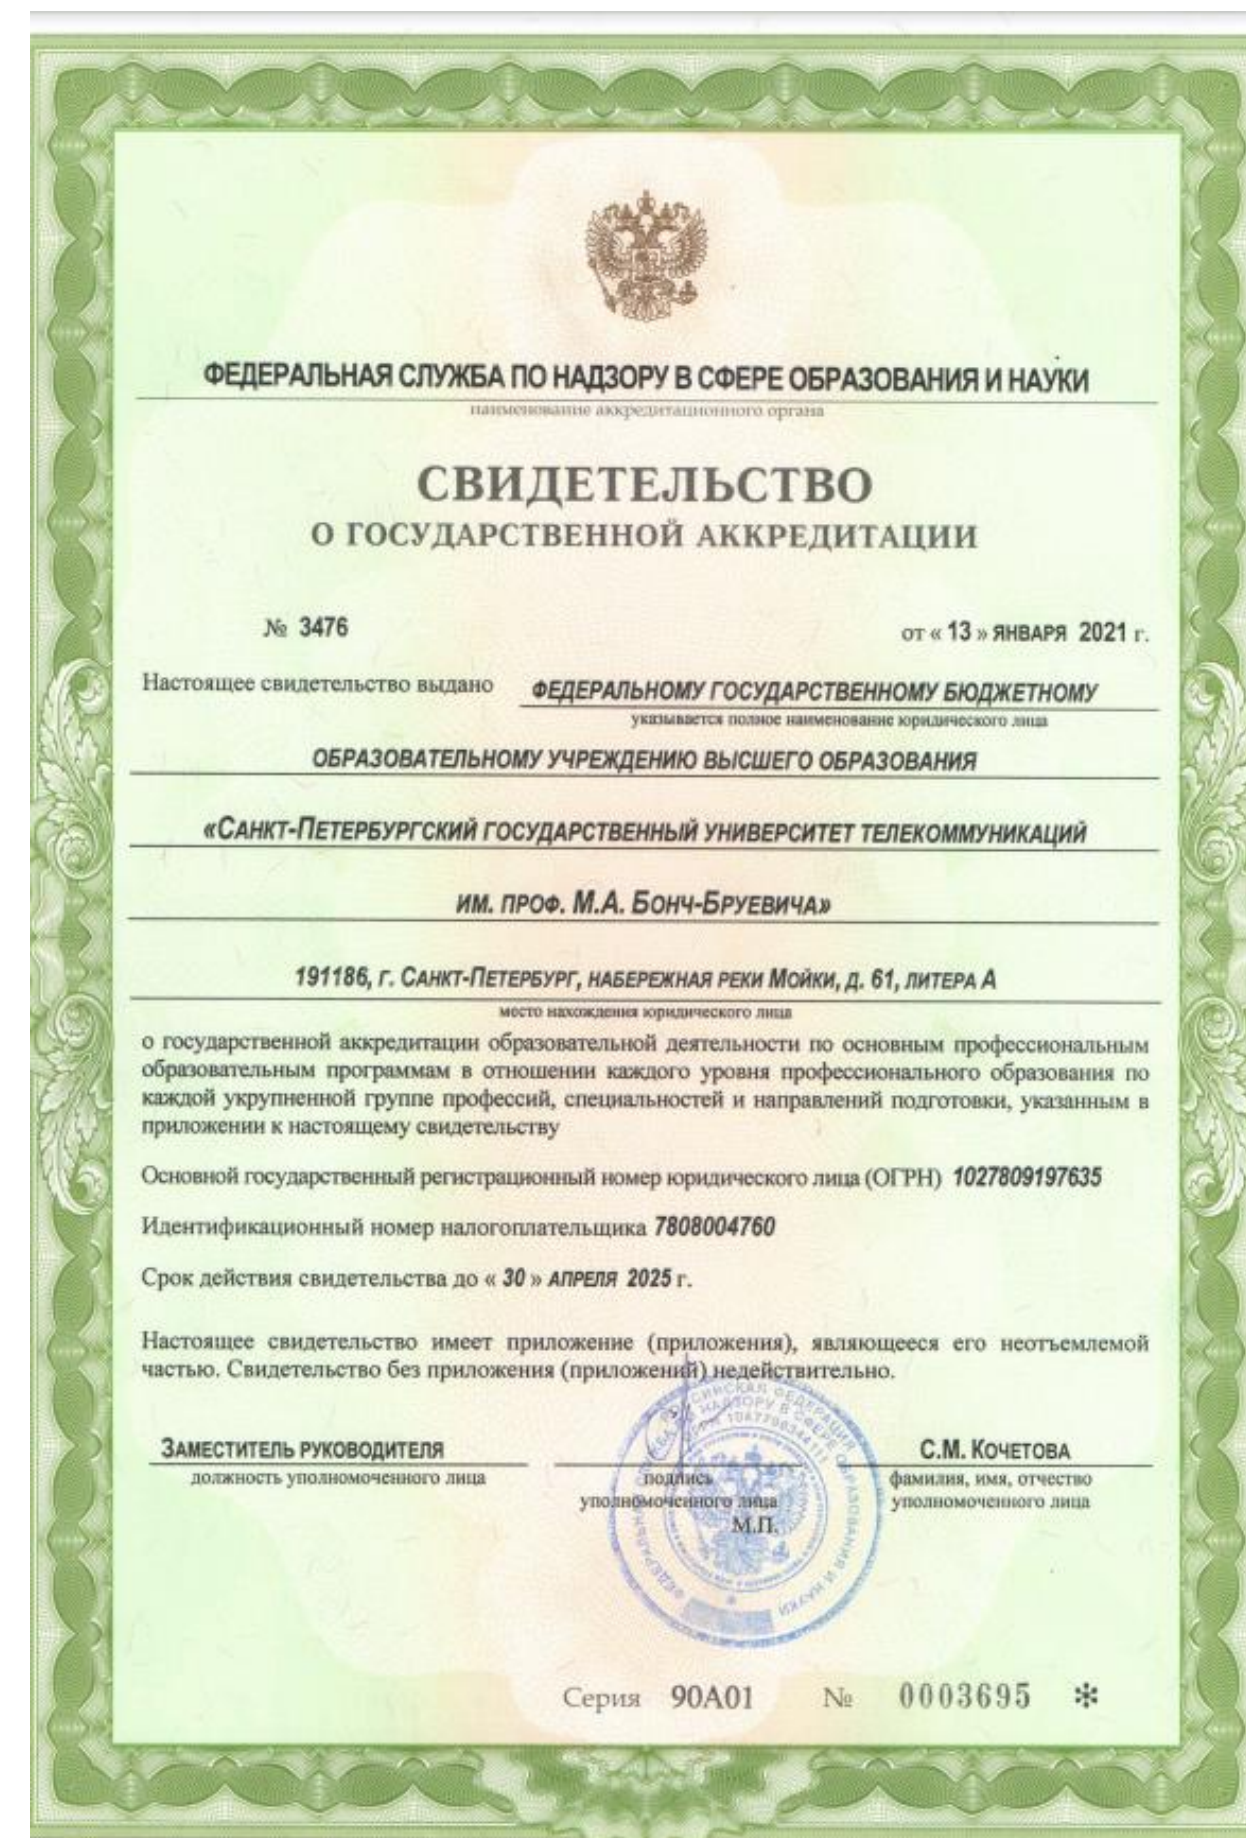 ФЕДЕРАЛЬНАЯ СЛУЖБА ПО НАДЗОРУ В СФЕРЕ ОБРАЗОВАНИЯ И НАУКИ
наименование аккредитационного органа
СВИДЕТЕЛЬСТВО
О ГОСУДАРСТВЕННОЙ АККРЕДИТАЦИИ
№ 3476 от « 13 » ЯНВАРЯ 2021 г.
Настоящее свидетельство выдано ФЕДЕРАЛЬНОМУ ГОСУДАРСТВЕННОМУ БЮДЖЕТНОМУ
указывается полное наименование юридического лица
ОБРАЗОВАТЕЛЬНОМУ УЧРЕЖДЕНИЮ ВЫСШЕГО ОБРАЗОВАНИЯ
«САНКТ-ПЕТЕРБУРГСКИЙ ГОСУДАРСТВЕННЫЙ УНИВЕРСИТЕТ ТЕЛЕКОММУНИКАЦИЙ
ИМ. ПРОФ. М.А. БОНЧ-БРУЕВИЧА»
191186, Г. САНКТ-ПЕТЕРБУРГ, НАБЕРЕЖНАЯ РЕКИ МОЙКИ, Д. 61, ЛИТЕРА А
место нахождения юридического лица
о государственной аккредитации образовательной деятельности по основным профессиональным
образовательным программам в отношении каждого уровня профессионального образования по
каждой укрупненной группе профессий, специальностей и направлений подготовки, указанным в
приложении к настоящему свидетельству
Основной государственный регистрационный номер юридического лица (ОГРН) 1027809197635
Идентификационный номер налогоплательщика 7808004760
Срок действия свидетельства до « 30 » АПРЕЛЯ 2025 г.
Настоящее свидетельство имеет приложение (приложения), являющееся его неотъемлемой
частью. Свидетельство без приложения (приложений) недействительно.
ЗАМЕСТИТЕЛЬ РУКОВОДИТЕЛЯ С.М. КОЧЕТОВА
должность уполномоченного лица подпись фамилия, имя, отчество
уполномоченного лица уполномоченного лица
М.П.
Серия 90А01 № 0003695 *